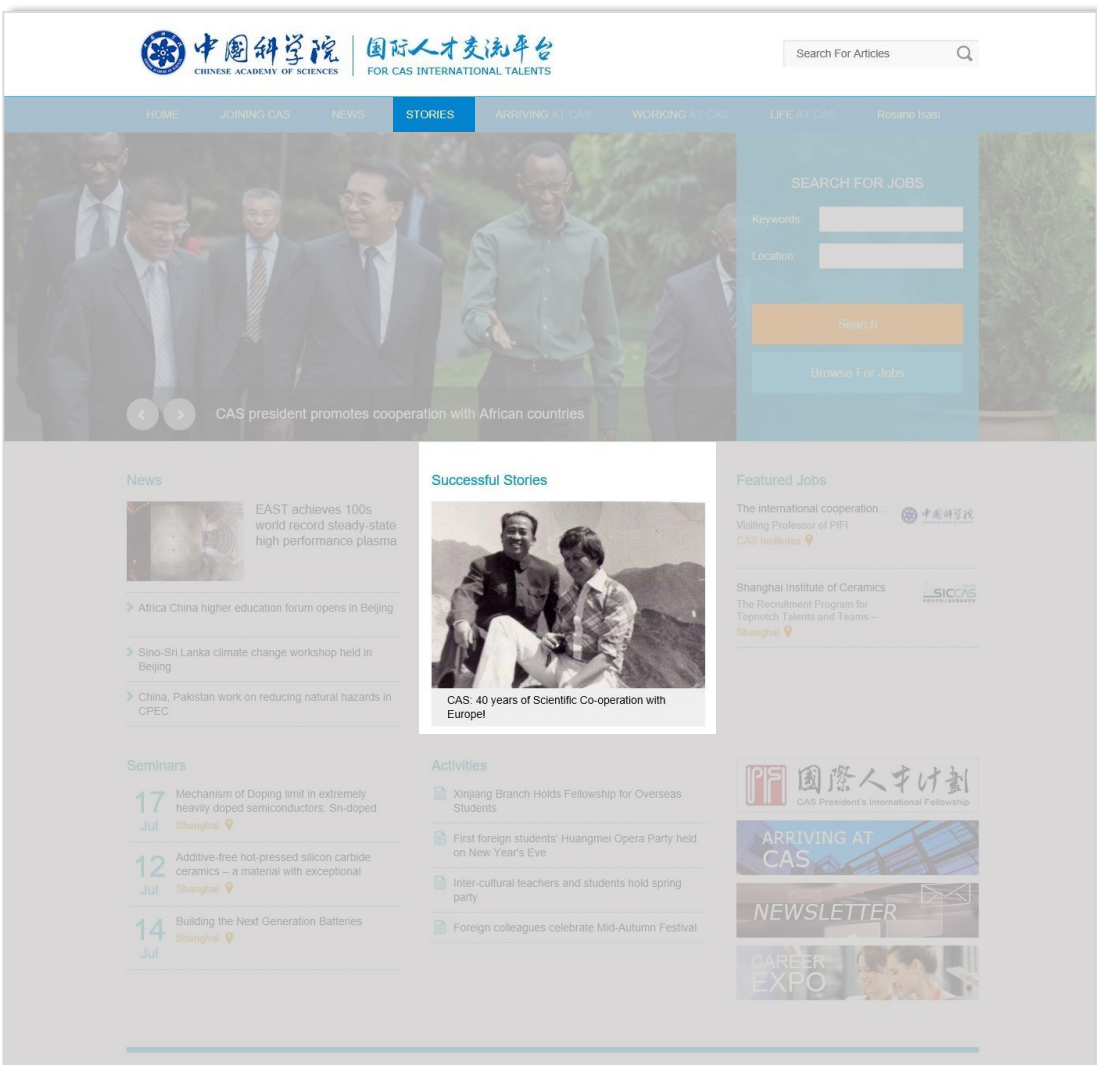 中國科学院
CHINESE ACADEMY OF SCIENCES
国际人才交流平台
FOR CAS INTERNATIONAL TALENTS
Search For Articles
HOME JOINING CAS NEWS STORIES ARRIVING AT CAS WORKING AT CAS LIFE AT CAS Rosario Isasi
SEARCH FOR JOBS
Keywords:
Location:
Search
Browse For Jobs
CAS president promotes cooperation with African countries
News
EAST achieves 100s
world record steady-state
high performance plasma
Africa China higher education forum opens in Beijing
Sino-Sri Lanka climate change workshop held in
Beijing
China, Pakistan work on reducing natural hazards in
CPEC
Successful Stories
CAS: 40 years of Scientific Co-operation with
Europe!
Featured Jobs
The international cooperation...
Visiting Professor of PIFI
CAS Institutes
中國科学院
Shanghai Institute of Ceramics
The Recruitment Program for
Topnotch Talents and Teams –
Shanghai
SICCAS
Seminars
17
Jul
Mechanism of Doping limit in extremely
heavily doped semiconductors: Sn-doped
Shanghai
12
Jul
Additive-free hot-pressed silicon carbide
ceramics – a material with exceptional
Shanghai
14
Jul
Building the Next Generation Batteries
Shanghai
Activities
Xinjiang Branch Holds Fellowship for Overseas
Students
First foreign students' Huangmei Opera Party held
on New Year's Eve
Inter-cultural teachers and students hold spring
party
Foreign colleagues celebrate Mid-Autumn Festival
PIFI
國際人才计劃
CAS President's International Fellowship
ARRIVING AT
CAS
NEWSLETTER
CAREER
EXPO